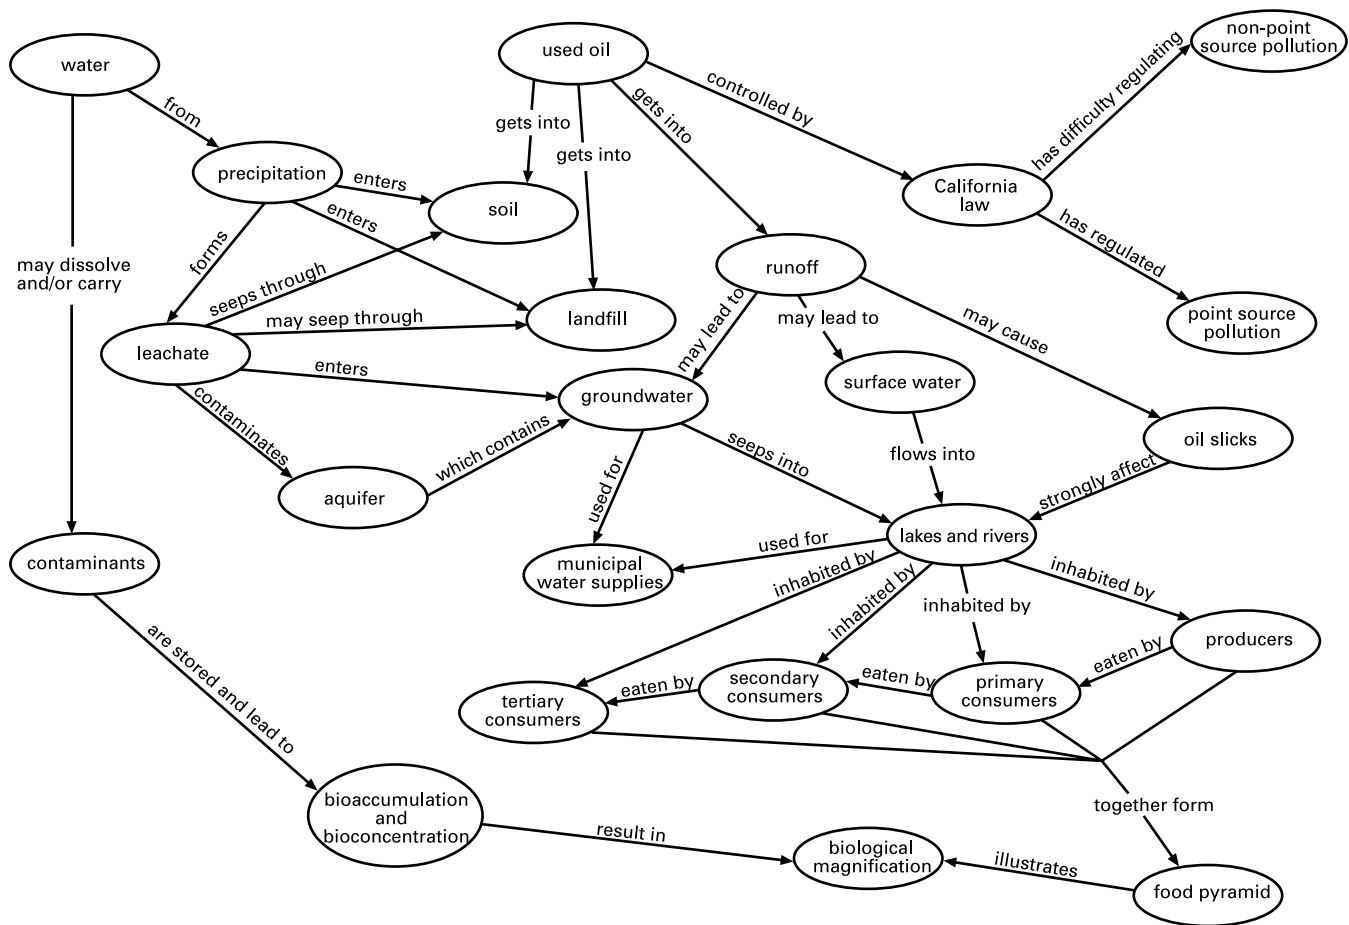 non-point
source pollution
used oil
water
has difficulty regulating
controlled by
gets into
from
gets into
gets into
precipitation
enters
California
law
soil
enters
has regulated
forms
runoff
may dissolve
and/or carry
seeps through
may seep through
landfill
may lead to
may lead to
may cause
point source
pollution
leachate
enters
surface water
groundwater
contaminates
which contains
seeps into
oil slicks
flows into
strongly affect
aquifer
used for
lakes and rivers
used for
contaminants
municipal
water supplies
inhabited by
inhabited by
inhabited by
inhabited by
producers
eaten by
are stored and lead to
tertiary
consumers
eaten by
secondary
consumers
eaten by
primary
consumers
bioaccumulation
and
bioconcentration
together form
result in
biological
magnification
illustrates
food pyramid